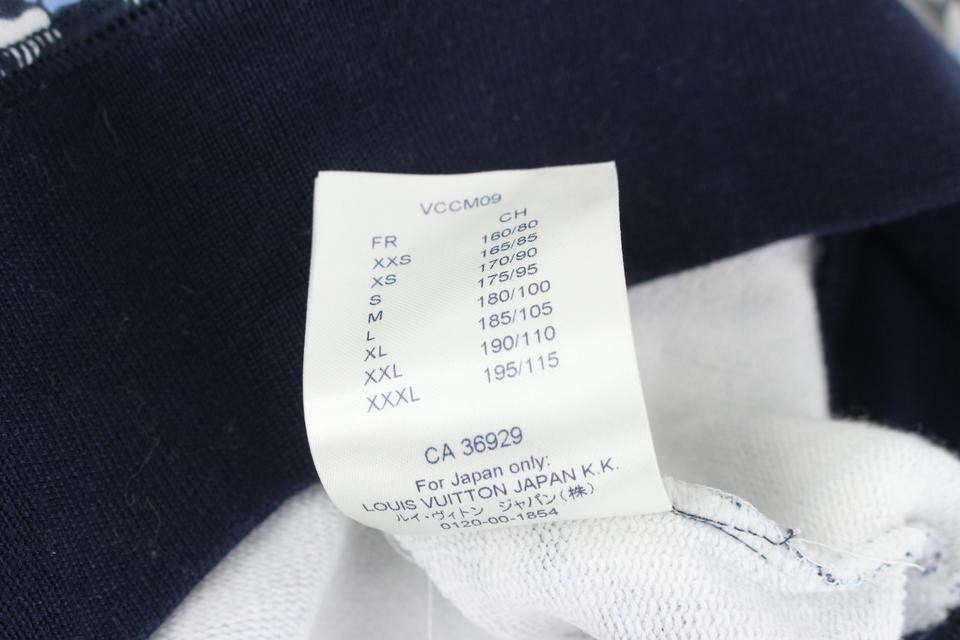 VCCM09
FR CH
XXS 160/80
XS 165/85
S 170/90
M 175/95
L 180/100
XL 185/105
XXL 190/110
XXXL 195/115
CA 36929
For Japan only:
LOUIS VUITTON JAPAN K.K.
ルイ・ヴィトン ジャパン(株)
0120-00-1854